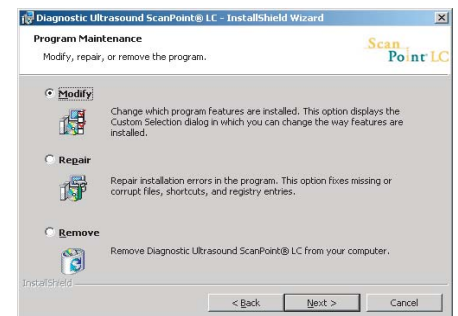 Diagnostic Ultrasound ScanPoint® LC - InstallShield Wizard
Program Maintenance
Modify, repair, or remove the program.
Scan
Point LC
Modify
Change which program features are installed. This option displays the
Custom Selection dialog in which you can change the way features are
installed.
Repair
Repair installation errors in the program. This option fixes missing or
corrupt files, shortcuts, and registry entries.
Remove
Remove Diagnostic Ultrasound ScanPoint® LC from your computer.
InstallShield
< Back Next > Cancel